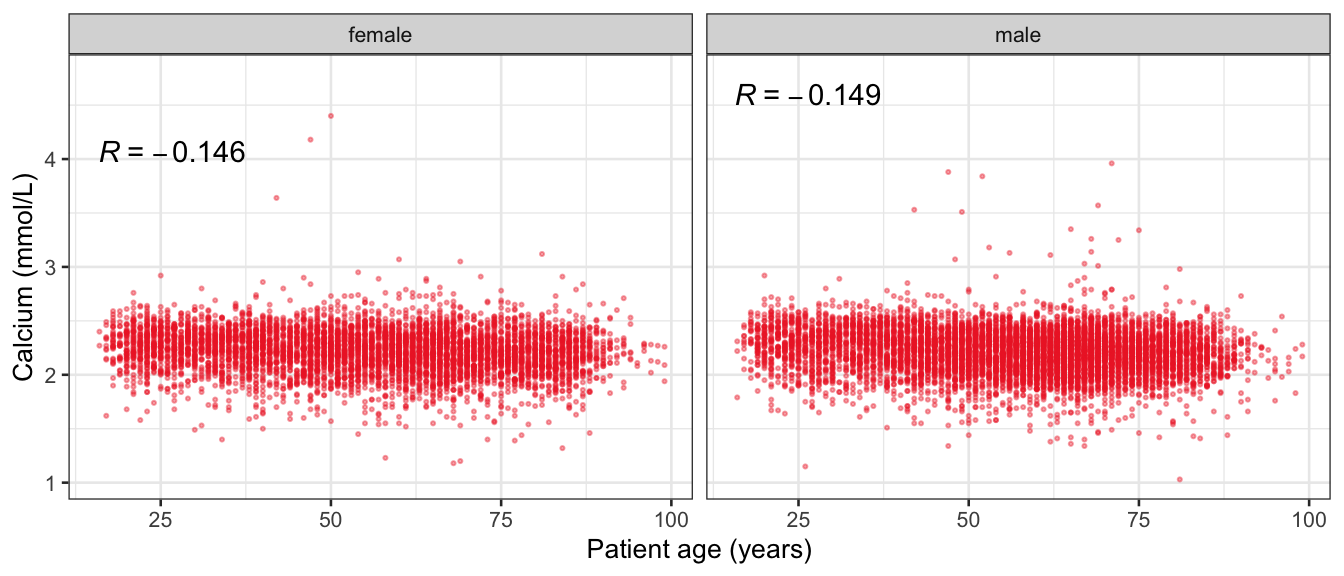 female
male
R = −0.146
R = −0.149
Calcium (mmol/L)
4
3
2
1
25 50 75 100
25 50 75 100
Patient age (years)